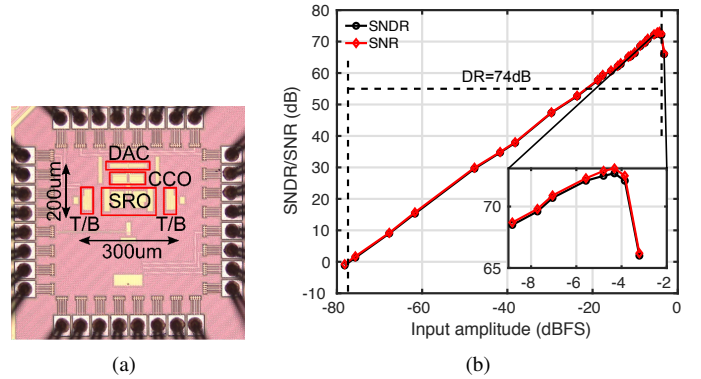 DAC
CCO
SRO
T/B
T/B
200um
300um
(a)
SNDR
SNR
DR=74dB
SNDR/SNR (dB)
80
70
60
50
40
30
20
10
0
-10
-80
-60
-40
-20
0
Input amplitude (dBFS)
70
65
-8
-6
-4
-2
(b)